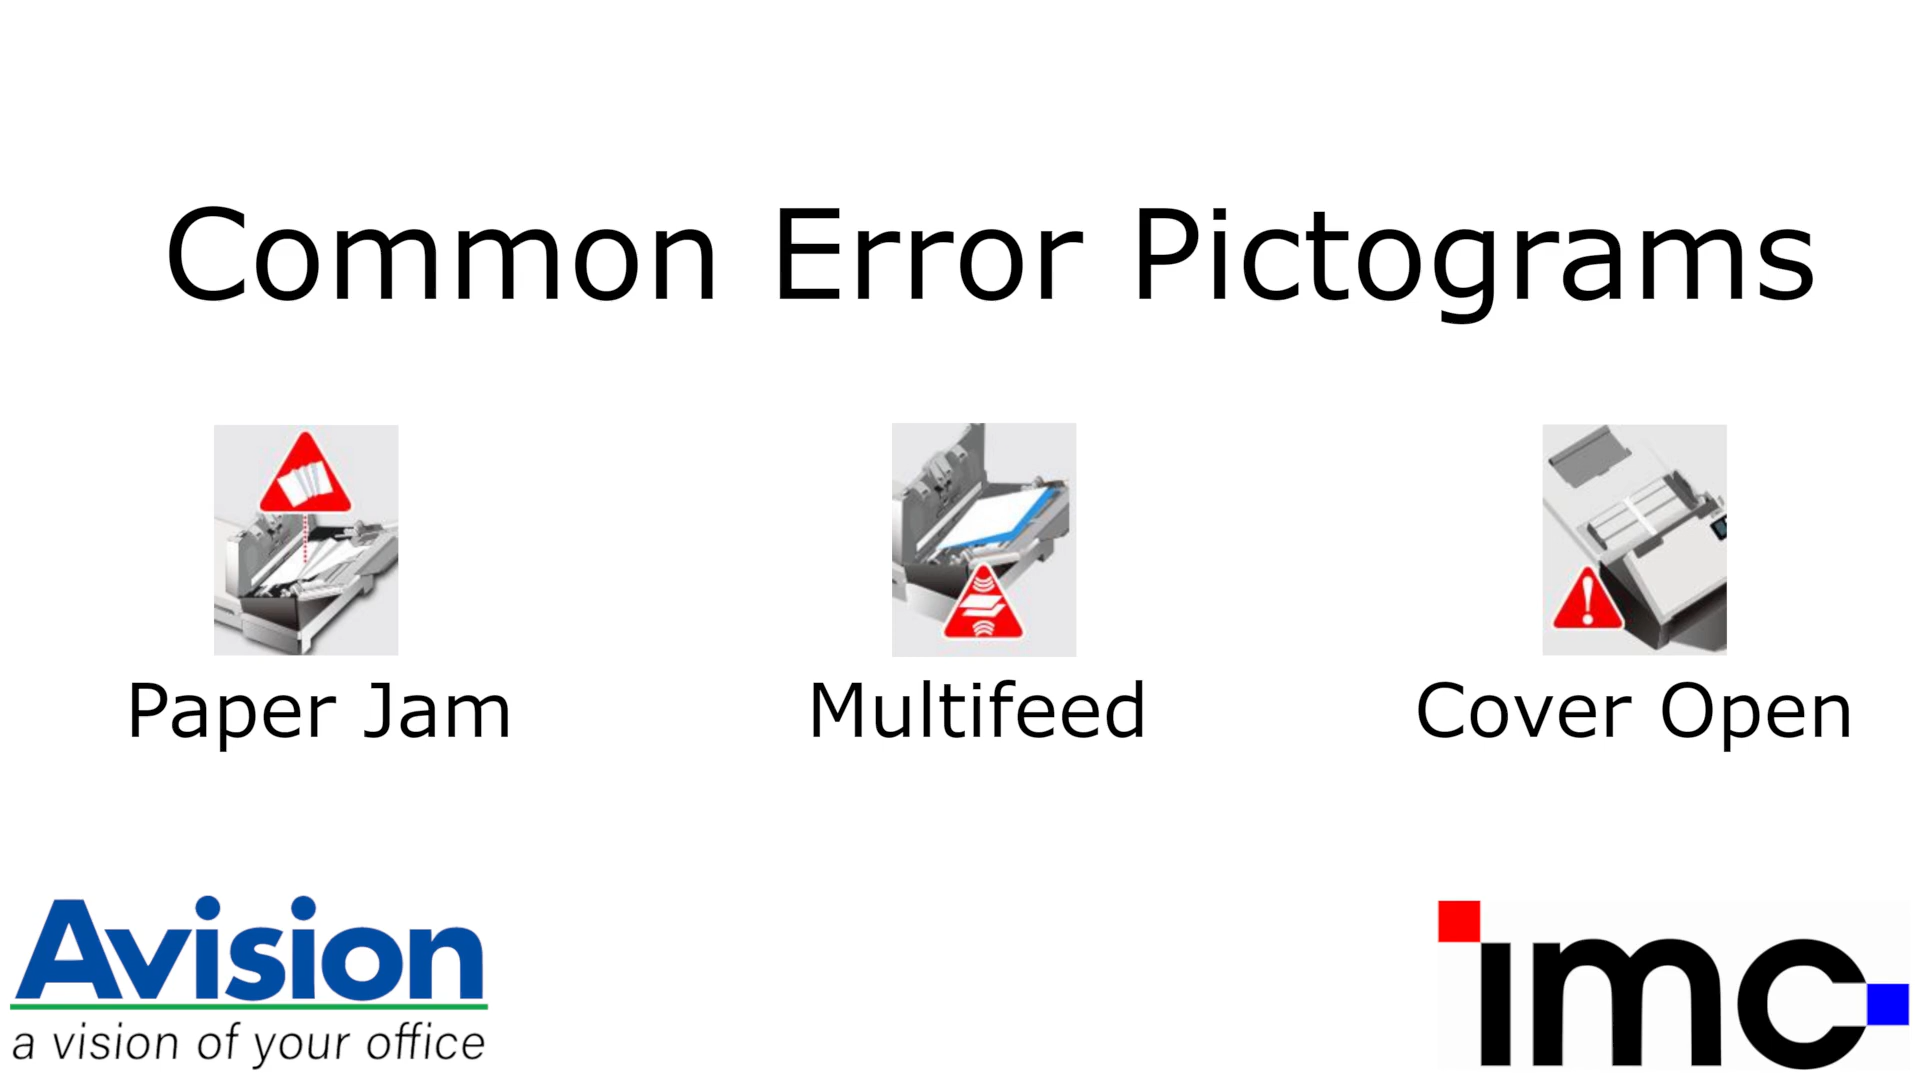 Common Error Pictograms
Paper Jam
Multifeed
Cover Open
Avision
a vision of your office
imc